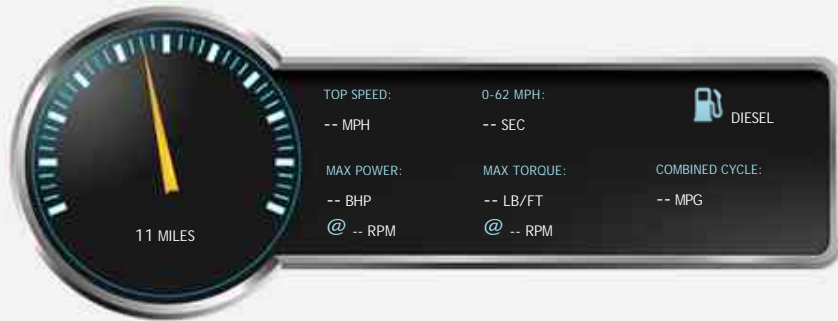 TOP SPEED:
-- MPH
0-62 MPH:
-- SEC
DIESEL
MAX POWER:
-- BHP
@ -- RPM
MAX TORQUE:
-- LB/FT
@ -- RPM
COMBINED CYCLE:
-- MPG
11 MILES